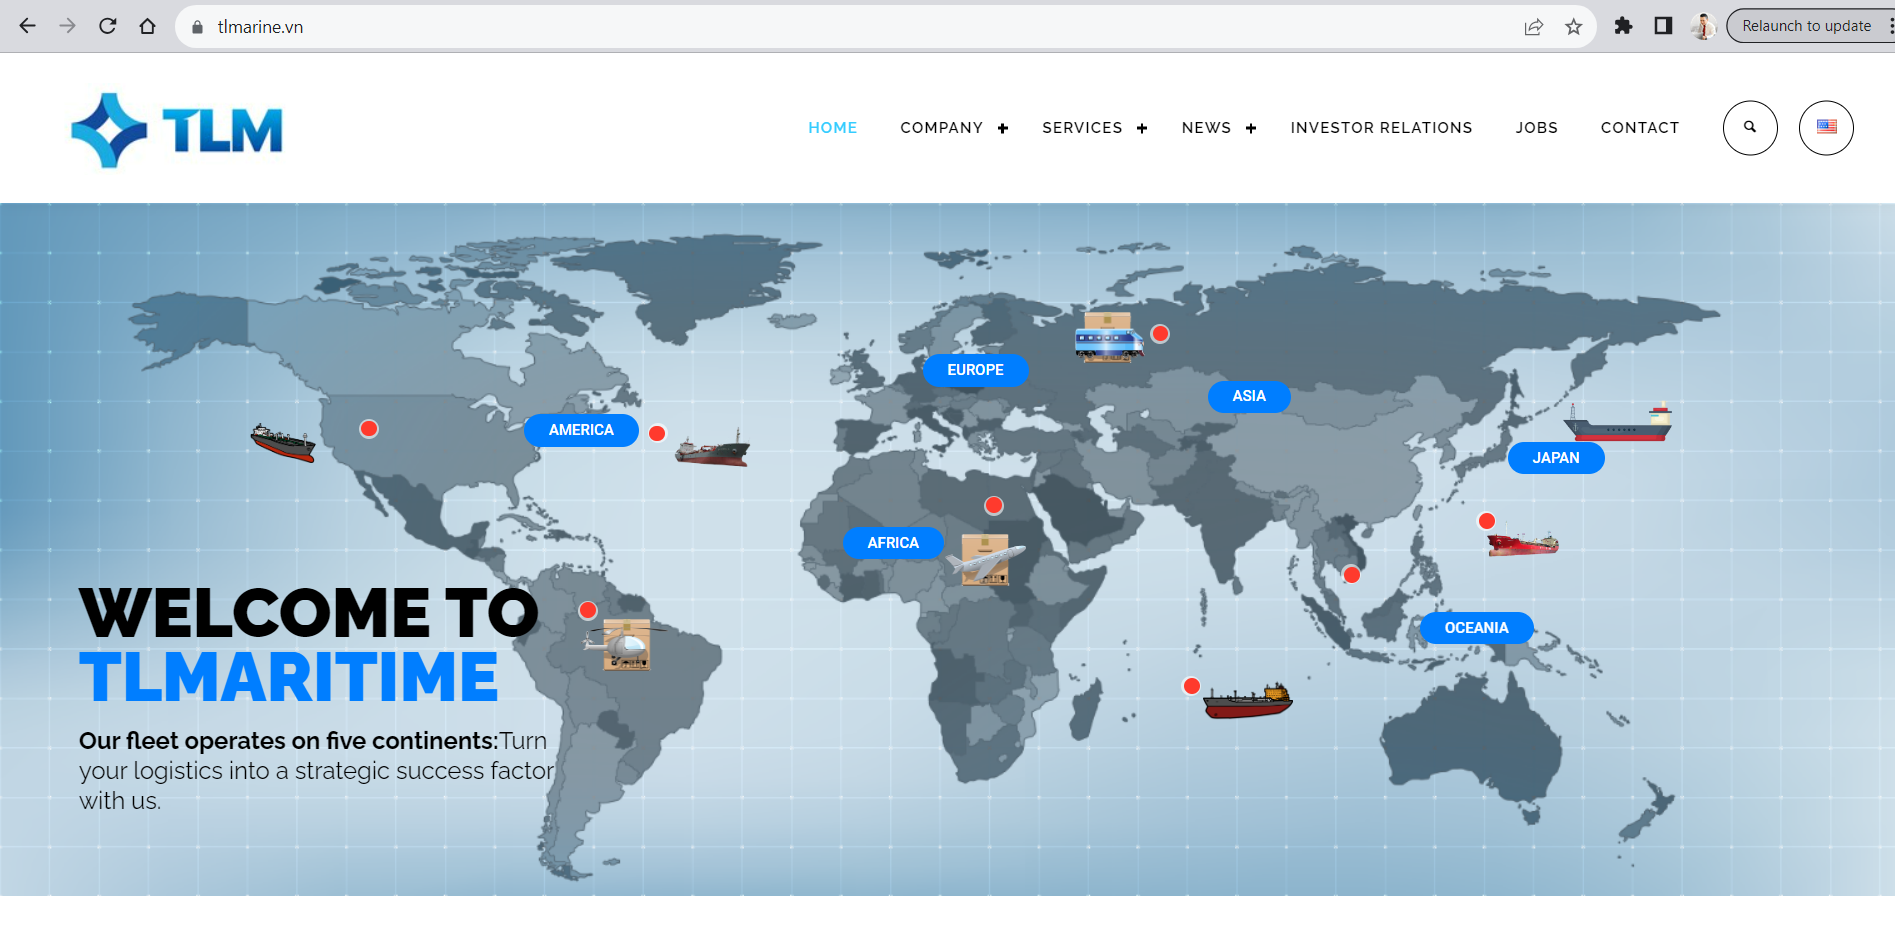 tlmarine.vn
Relaunch to update
TLM
HOME
COMPANY
SERVICES
NEWS
INVESTOR RELATIONS
JOBS
CONTACT
EUROPE
ASIA
AMERICA
JAPAN
AFRICA
OCEANIA
WELCOME TO
TLMARITIME
Our fleet operates on five continents:Turn
your logistics into a strategic success factor
with us.